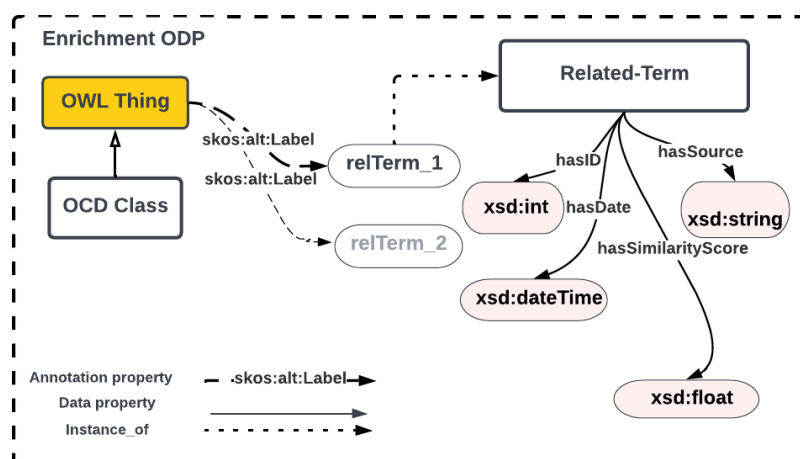 Enrichment ODP
OWL Thing
Related-Term
skos:alt:Label
relTerm_1
hasID
hasSource
skos:alt:Label
OCD Class
xsd:int
hasDate
xsd:string
relTerm_2
hasSimilarityScore
xsd:dateTime
Annotation property
skos:alt:Label
Data property
xsd:float
Instance_of